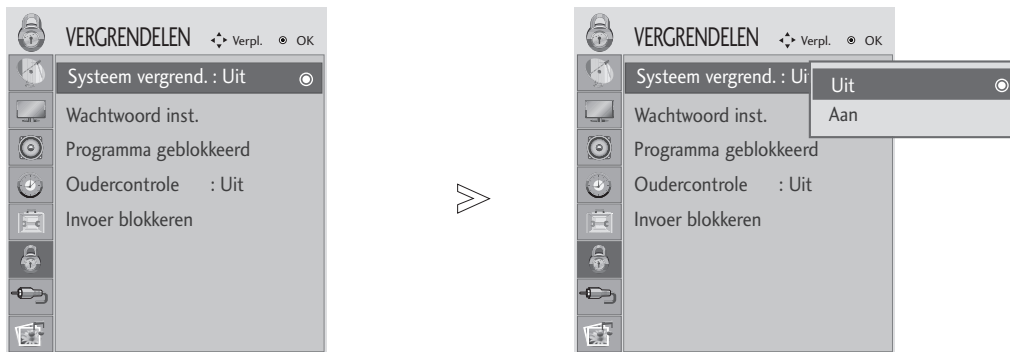 VERGRENDELEN Verpl. OK
Systeem vergrend. : Uit
Wachtwoord inst.
Programma geblokkeerd
Oudercontrole : Uit
Invoer blokkeren
VERGRENDELEN Verpl. OK
Systeem vergrend. : Ui
Uit
Aan
Wachtwoord inst.
Programma geblokkeerd
Oudercontrole : Uit
Invoer blokkeren